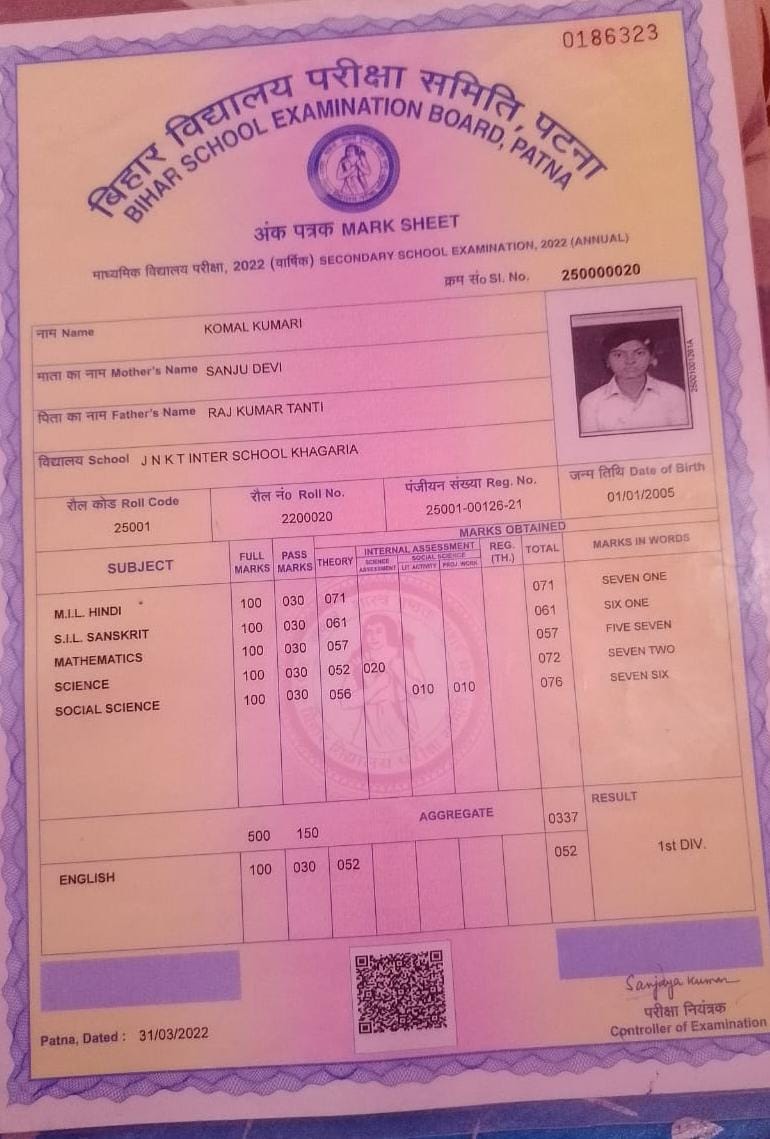 0186323
बिहार विद्यालय परीक्षा समिति, पटना
BIHAR SCHOOL EXAMINATION BOARD, PATNA
अंक पत्रक MARK SHEET
माध्यमिक विद्यालय परीक्षा, 2022 (वार्षिक) SECONDARY SCHOOL EXAMINATION, 2022 (ANNUAL)
क्रम सं० Sl. No. 250000020
नाम Name KOMAL KUMARI
माता का नाम Mother's Name SANJU DEVI
पिता का नाम Father's Name RAJ KUMAR TANTI
विद्यालय School J N K T INTER SCHOOL KHAGARIA
250010012​61A
रौल कोड Roll Code रौल नं० Roll No. पंजीयन संख्या Reg. No. जन्म तिथि Date of Birth
25001 2200020 25001-00126-21 01/01/2005
MARKS OBTAINED
SUBJECT FULL MARKS PASS MARKS THEORY INTERNAL ASSESSMENT REG. (TH.) TOTAL MARKS IN WORDS
SCIENCE ASSESSMENT SOCIAL SCIENCE LIT ACTIVITY PROJ. WORK
M.I.L. HINDI 100 030 071 071 SEVEN ONE
S.I.L. SANSKRIT 100 030 061 061 SIX ONE
MATHEMATICS 100 030 057 057 FIVE SEVEN
SCIENCE 100 030 052 020 072 SEVEN TWO
SOCIAL SCIENCE 100 030 056 010 010 076 SEVEN SIX
500 150 AGGREGATE 0337 RESULT
ENGLISH 100 030 052 052 1st DIV.
Patna, Dated : 31/03/2022
Sanjaya Kumar
परीक्षा नियंत्रक
Controller of Examination